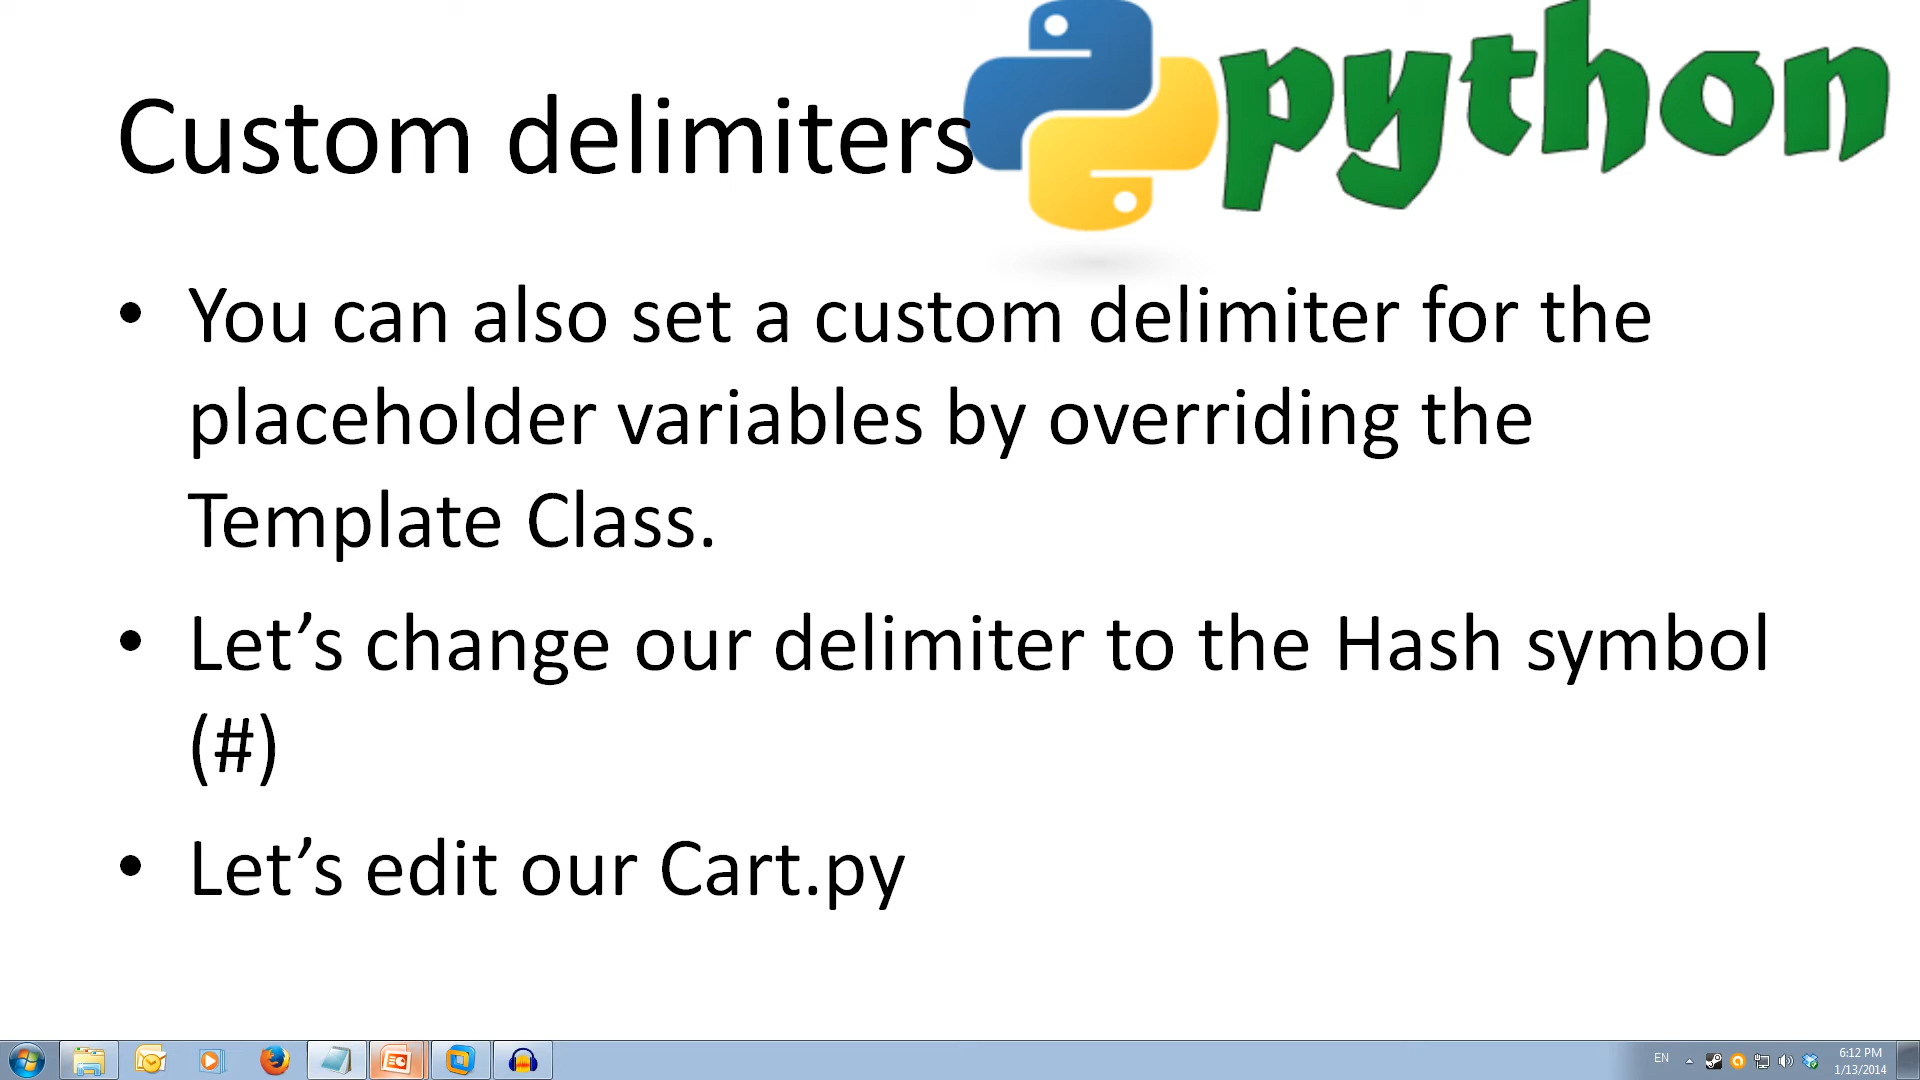 python
Custom delimiters
• You can also set a custom delimiter for the
placeholder variables by overriding the
Template Class.
• Let’s change our delimiter to the Hash symbol
(#)
• Let’s edit our Cart.py
EN
6:12 PM
1/13/2014